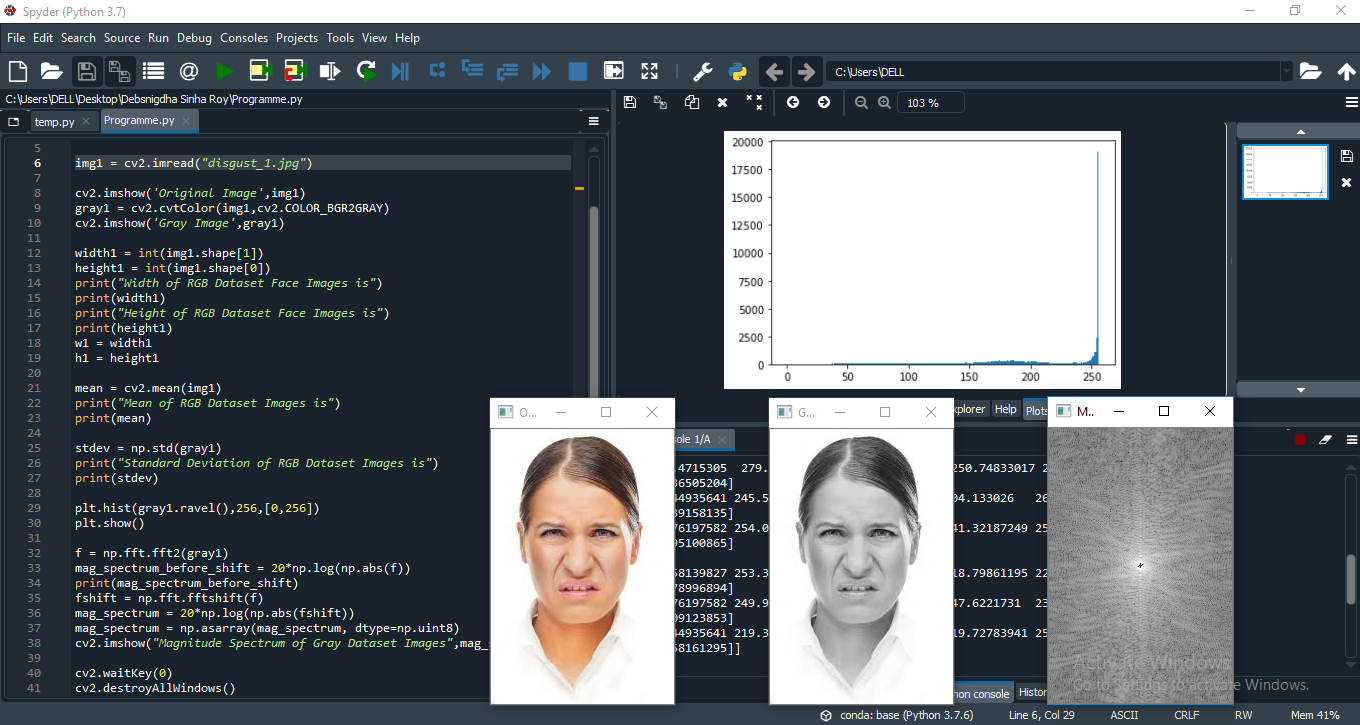 Spyder (Python 3.7)
File Edit Search Source Run Debug Consoles Projects Tools View Help
C:\Users\DELL
C:\Users\DELL\Desktop\Debsnigdha Sinha Roy\Programme.py
temp.py
Programme.py
103 %
5
6 img1 = cv2.imread("disgust_1.jpg")
7
8 cv2.imshow('Original Image',img1)
9 gray1 = cv2.cvtColor(img1,cv2.COLOR_BGR2GRAY)
10 cv2.imshow('Gray Image',gray1)
11
12 width1 = int(img1.shape[1])
13 height1 = int(img1.shape[0])
14 print("Width of RGB Dataset Face Images is")
15 print(width1)
16 print("Height of RGB Dataset Face Images is")
17 print(height1)
18 w1 = width1
19 h1 = height1
20
21 mean = cv2.mean(img1)
22 print("Mean of RGB Dataset Images is")
23 print(mean)
24
25 stdev = np.std(gray1)
26 print("Standard Deviation of RGB Dataset Images is")
27 print(stdev)
28
29 plt.hist(gray1.ravel(),256,[0,256])
30 plt.show()
31
32 f = np.fft.fft2(gray1)
33 mag_spectrum_before_shift = 20*np.log(np.abs(f))
34 print(mag_spectrum_before_shift)
35 fshift = np.fft.fftshift(f)
36 mag_spectrum = 20*np.log(np.abs(fshift))
37 mag_spectrum = np.asarray(mag_spectrum, dtype=np.uint8)
38 cv2.imshow("Magnitude Spectrum of Gray Dataset Images",mag_s
39
40 cv2.waitKey(0)
41 cv2.destroyAllWindows()
20000
17500
15000
12500
10000
7500
5000
2500
0
0 50 100 150 200 250
xplorer Help Plots
O...
G...
M..
sole 1/A
14715305 279. 250.74833017 2
36505204]
44935641 245.5 04.133026 26
39158135]
76197582 254.0 41.32187249 25
95100865]
58139827 253.3 18.79861195 22
78996894]
76197582 249.9 47.6221731 23
09123853]
44935641 219.3 19.72783941 25
58161295]]
Activate Windows
Go to Settings to activate Windows.
hon console Histor
conda: base (Python 3.7.6) Line 6, Col 29 ASCII CRLF RW Mem 41%